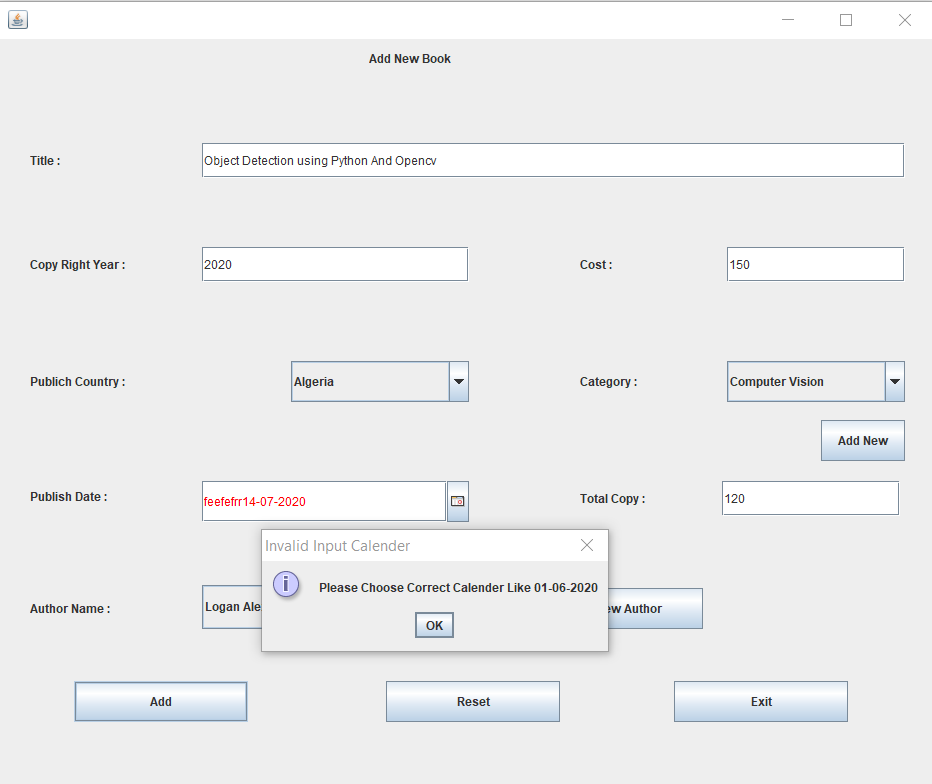 Add New Book
Title :
Object Detection using Python And Opencv
Copy Right Year :
2020
Cost :
150
Publich Country :
Algeria
Category :
Computer Vision
Add New
Publish Date :
feefefrr14-07-2020
Total Copy :
120
Invalid Input Calender
Please Choose Correct Calender Like 01-06-2020
OK
Author Name :
Logan Ale
ew Author
Add
Reset
Exit